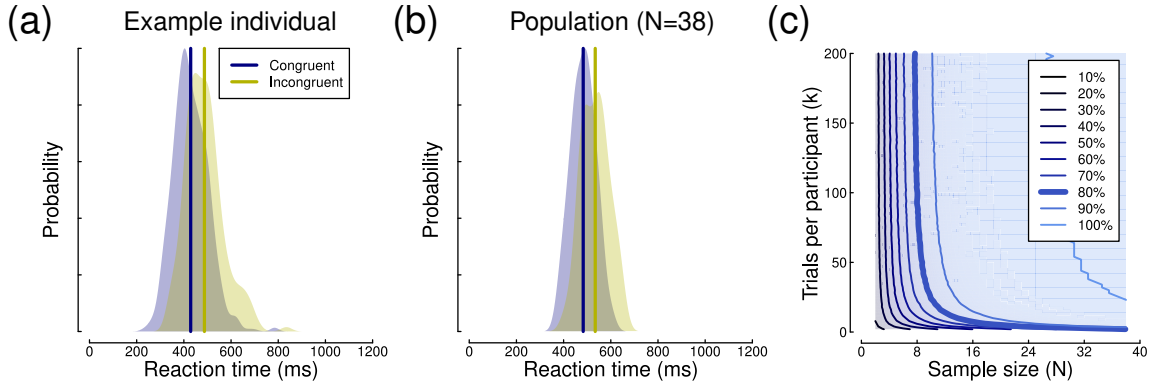 (a)
Example individual
Congruent
Incongruent
Probability
0 200 400 600 800 1000 1200
Reaction time (ms)
(b)
Population (N=38)
Probability
0 200 400 600 800 1000 1200
Reaction time (ms)
(c)
Trials per participant (k)
200
150
100
50
0
10%
20%
30%
40%
50%
60%
70%
80%
90%
100%
0 8 16 24 32 40
Sample size (N)